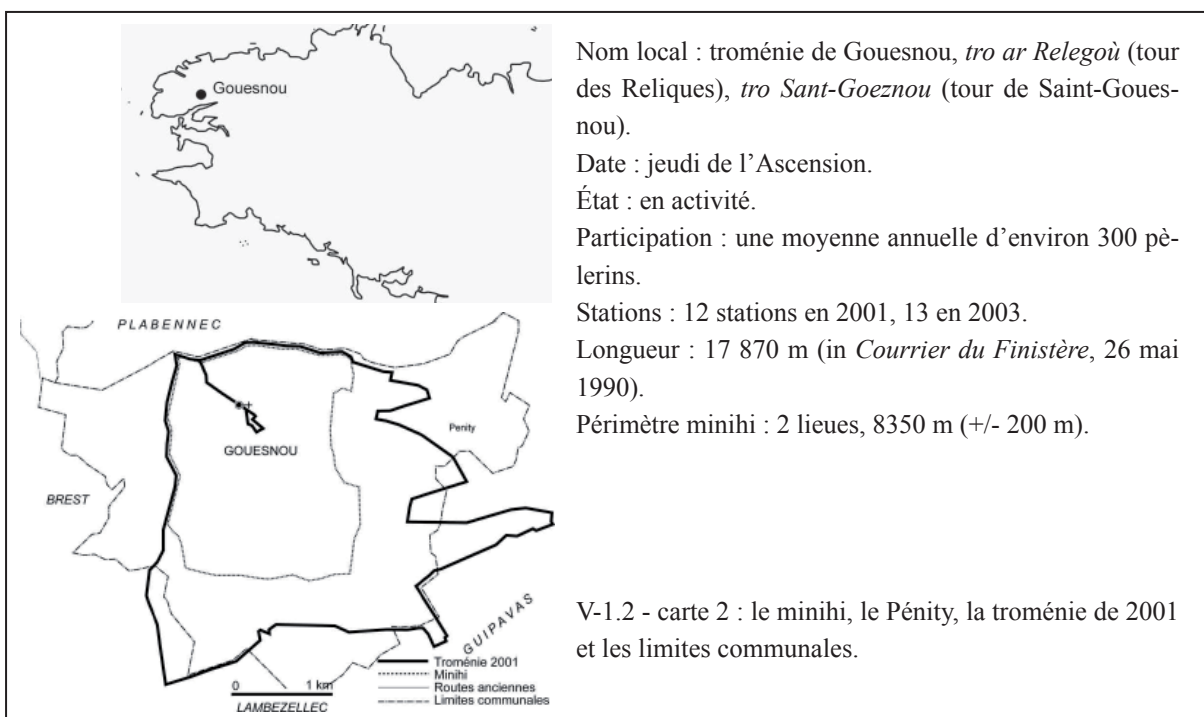 Gouesnou
Nom local : troménie de Gouesnou, tro ar Relegoù (tour
des Reliques), tro Sant-Goeznou (tour de Saint-Goues-
nou).
Date : jeudi de l’Ascension.
État : en activité.
Participation : une moyenne annuelle d’environ 300 pè-
lerins.
Stations : 12 stations en 2001, 13 en 2003.
Longueur : 17 870 m (in Courrier du Finistère, 26 mai
1990).
Périmètre minihi : 2 lieues, 8350 m (+/- 200 m).
PLABENNEC
Penity
GOUESNOU
BREST
GUIPAVAS
Troménie 2001
Minihi
Routes anciennes
Limites communales
0 1 km
LAMBEZELLEC
V-1.2 - carte 2 : le minihi, le Pénity, la troménie de 2001
et les limites communales.